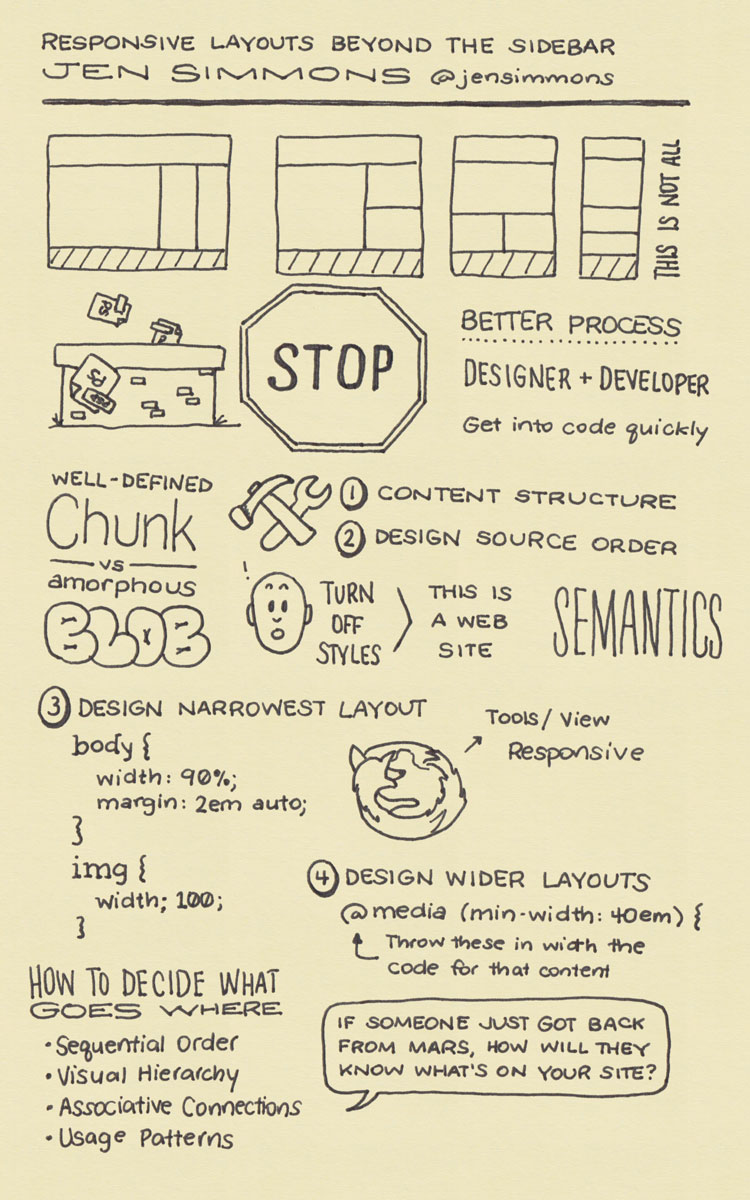 RESPONSIVE LAYOUTS BEYOND THE SIDEBAR
JEN SIMMONS @jensimmons
THIS IS NOT ALL
STOP
BETTER PROCESS
DESIGNER + DEVELOPER
Get into code quickly
WELL-DEFINED
Chunk
VS
amorphous
BLOB
1 CONTENT STRUCTURE
2 DESIGN SOURCE ORDER
!
TURN
OFF
STYLES
THIS IS
A WEB
SITE
SEMANTICS
3 DESIGN NARROWEST LAYOUT
body {
width: 90%;
margin: 2em auto;
}
img {
width; 100;
}
Tools/View
Responsive
4 DESIGN WIDER LAYOUTS
@media (min-width: 40em) {
Throw these in width the
code for that content
HOW TO DECIDE WHAT
GOES WHERE
• Sequential Order
• Visual Hierarchy
• Associative Connections
• Usage Patterns
IF SOMEONE JUST GOT BACK
FROM MARS, HOW WILL THEY
KNOW WHAT'S ON YOUR SITE?